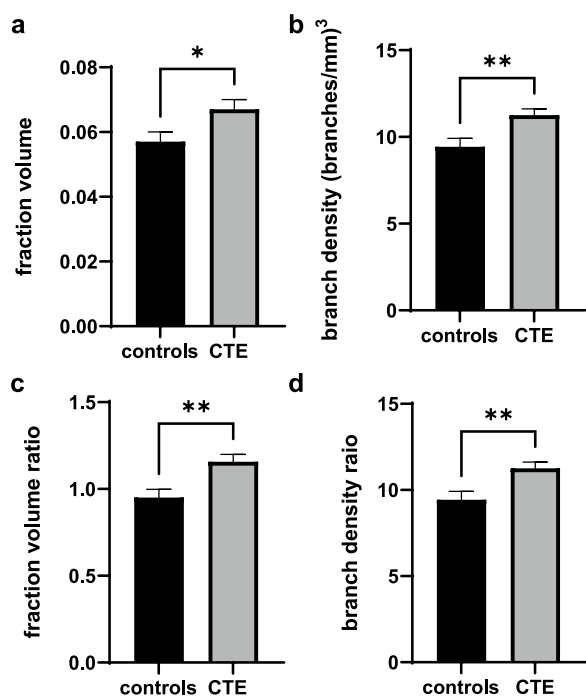 a
fraction volume
0.08
0.06
0.04
0.02
0.00
*
controls CTE
b
branch density (branches/mm)³
15
10
5
0
**
controls CTE
c
fraction volume ratio
1.5
1.0
0.5
0.0
**
controls CTE
d
branch density raio
15
10
5
0
**
controls CTE